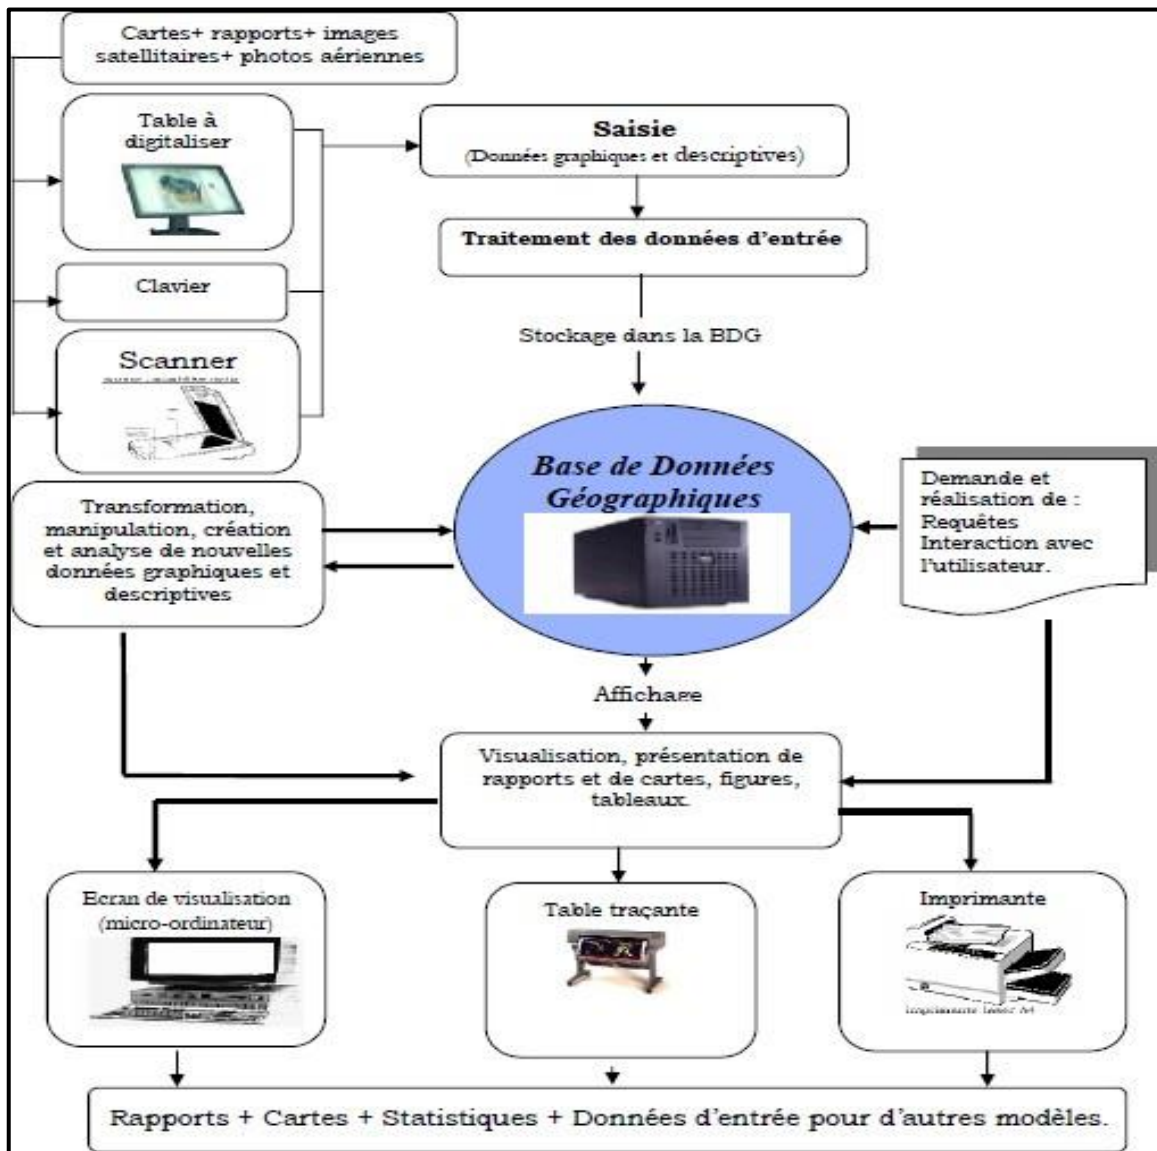 Cartes+ rapports+ images
satellitaires+ photos aériennes
Table à
digitaliser
Saisie
(Données graphiques et descriptives)
Traitement des données d'entrée
Clavier
Stockage dans la BDG
Scanner
Base de Données
Géographiques
Demande et
réalisation de :
Requêtes
Interaction avec
l'utilisateur.
Transformation,
manipulation, création
et analyse de nouvelles
données graphiques et
descriptives
Affichage
Visualisation, présentation de
rapports et de cartes, figures,
tableaux.
Ecran de visualisation
(micro-ordinateur)
Table traçante
Imprimante
Imprimante laser A4
Rapports + Cartes + Statistiques + Données d'entrée pour d'autres modèles.